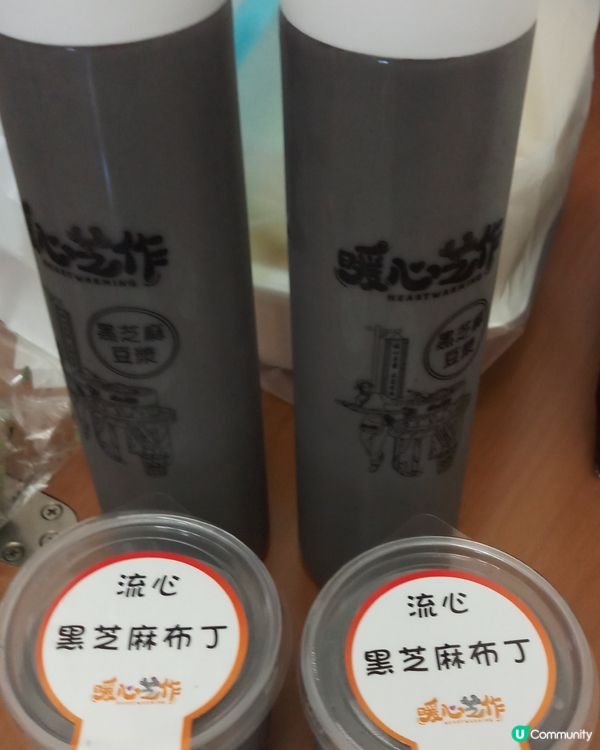 心芝作
HEARTWARMING
黑芝麻
豆漿
暖心芝作
HEARTWARMING
黑芝麻
豆漿
流心
黑芝麻布丁
暖心芝作
流心
黑芝麻布丁
暖心芝作
U Community